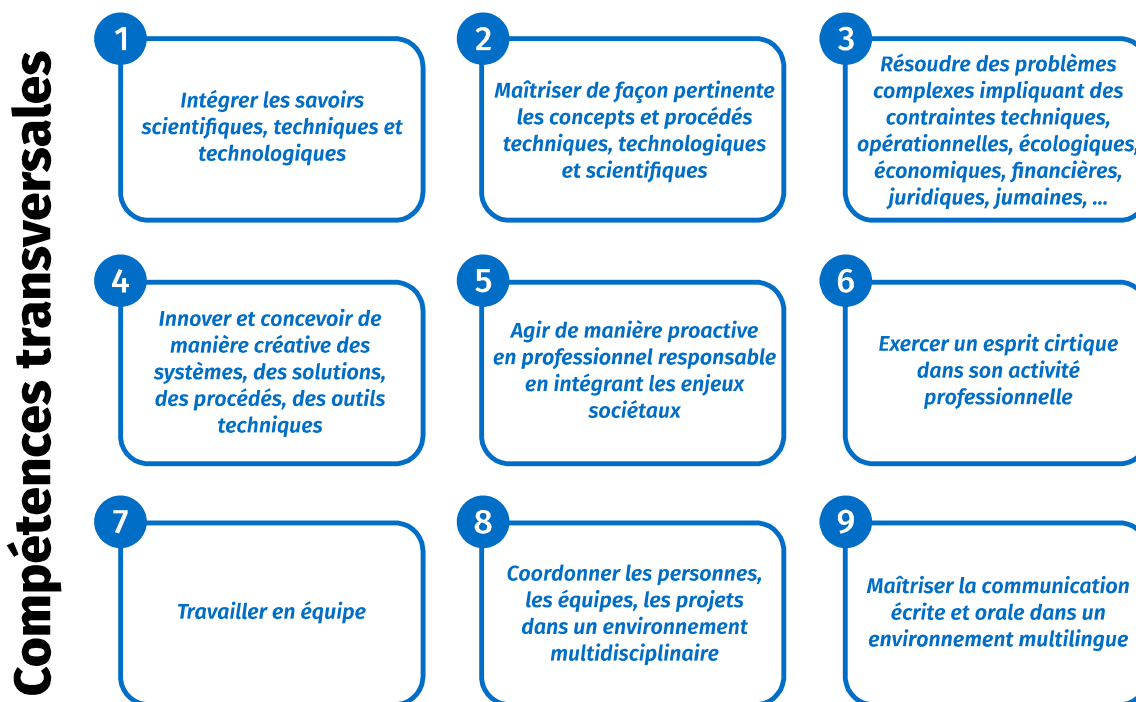 Compétences transversales
1
Intégrer les savoirs
scientifiques, techniques et
technologiques
2
Maîtriser de façon pertinente
les concepts et procédés
techniques, technologiques
et scientifiques
3
Résoudre des problèmes
complexes impliquant des
contraintes techniques,
opérationnelles, écologiques,
économiques, financières,
juridiques, jumaines, ...
4
Innover et concevoir de
manière créative des
systèmes, des solutions,
des procédés, des outils
techniques
5
Agir de manière proactive
en professionnel responsable
en intégrant les enjeux
sociétaux
6
Exercer un esprit cirtique
dans son activité
professionnelle
7
Travailler en équipe
8
Coordonner les personnes,
les équipes, les projets
dans un environnement
multidisciplinaire
9
Maîtriser la communication
écrite et orale dans un
environnement multilingue